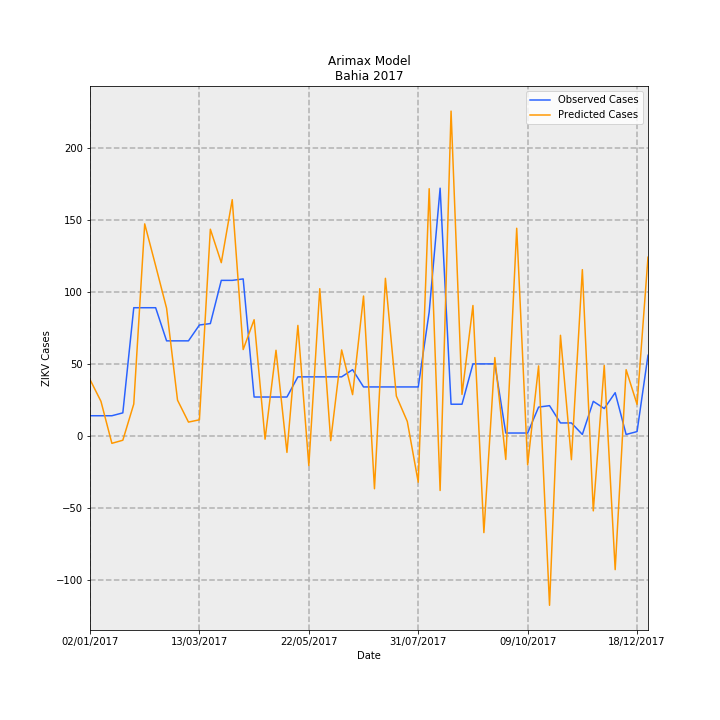 Arimax Model
Bahia 2017
Observed Cases
Predicted Cases
200
150
100
50
0
−50
−100
ZIKV Cases
02/01/2017 13/03/2017 22/05/2017 31/07/2017 09/10/2017 18/12/2017
Date